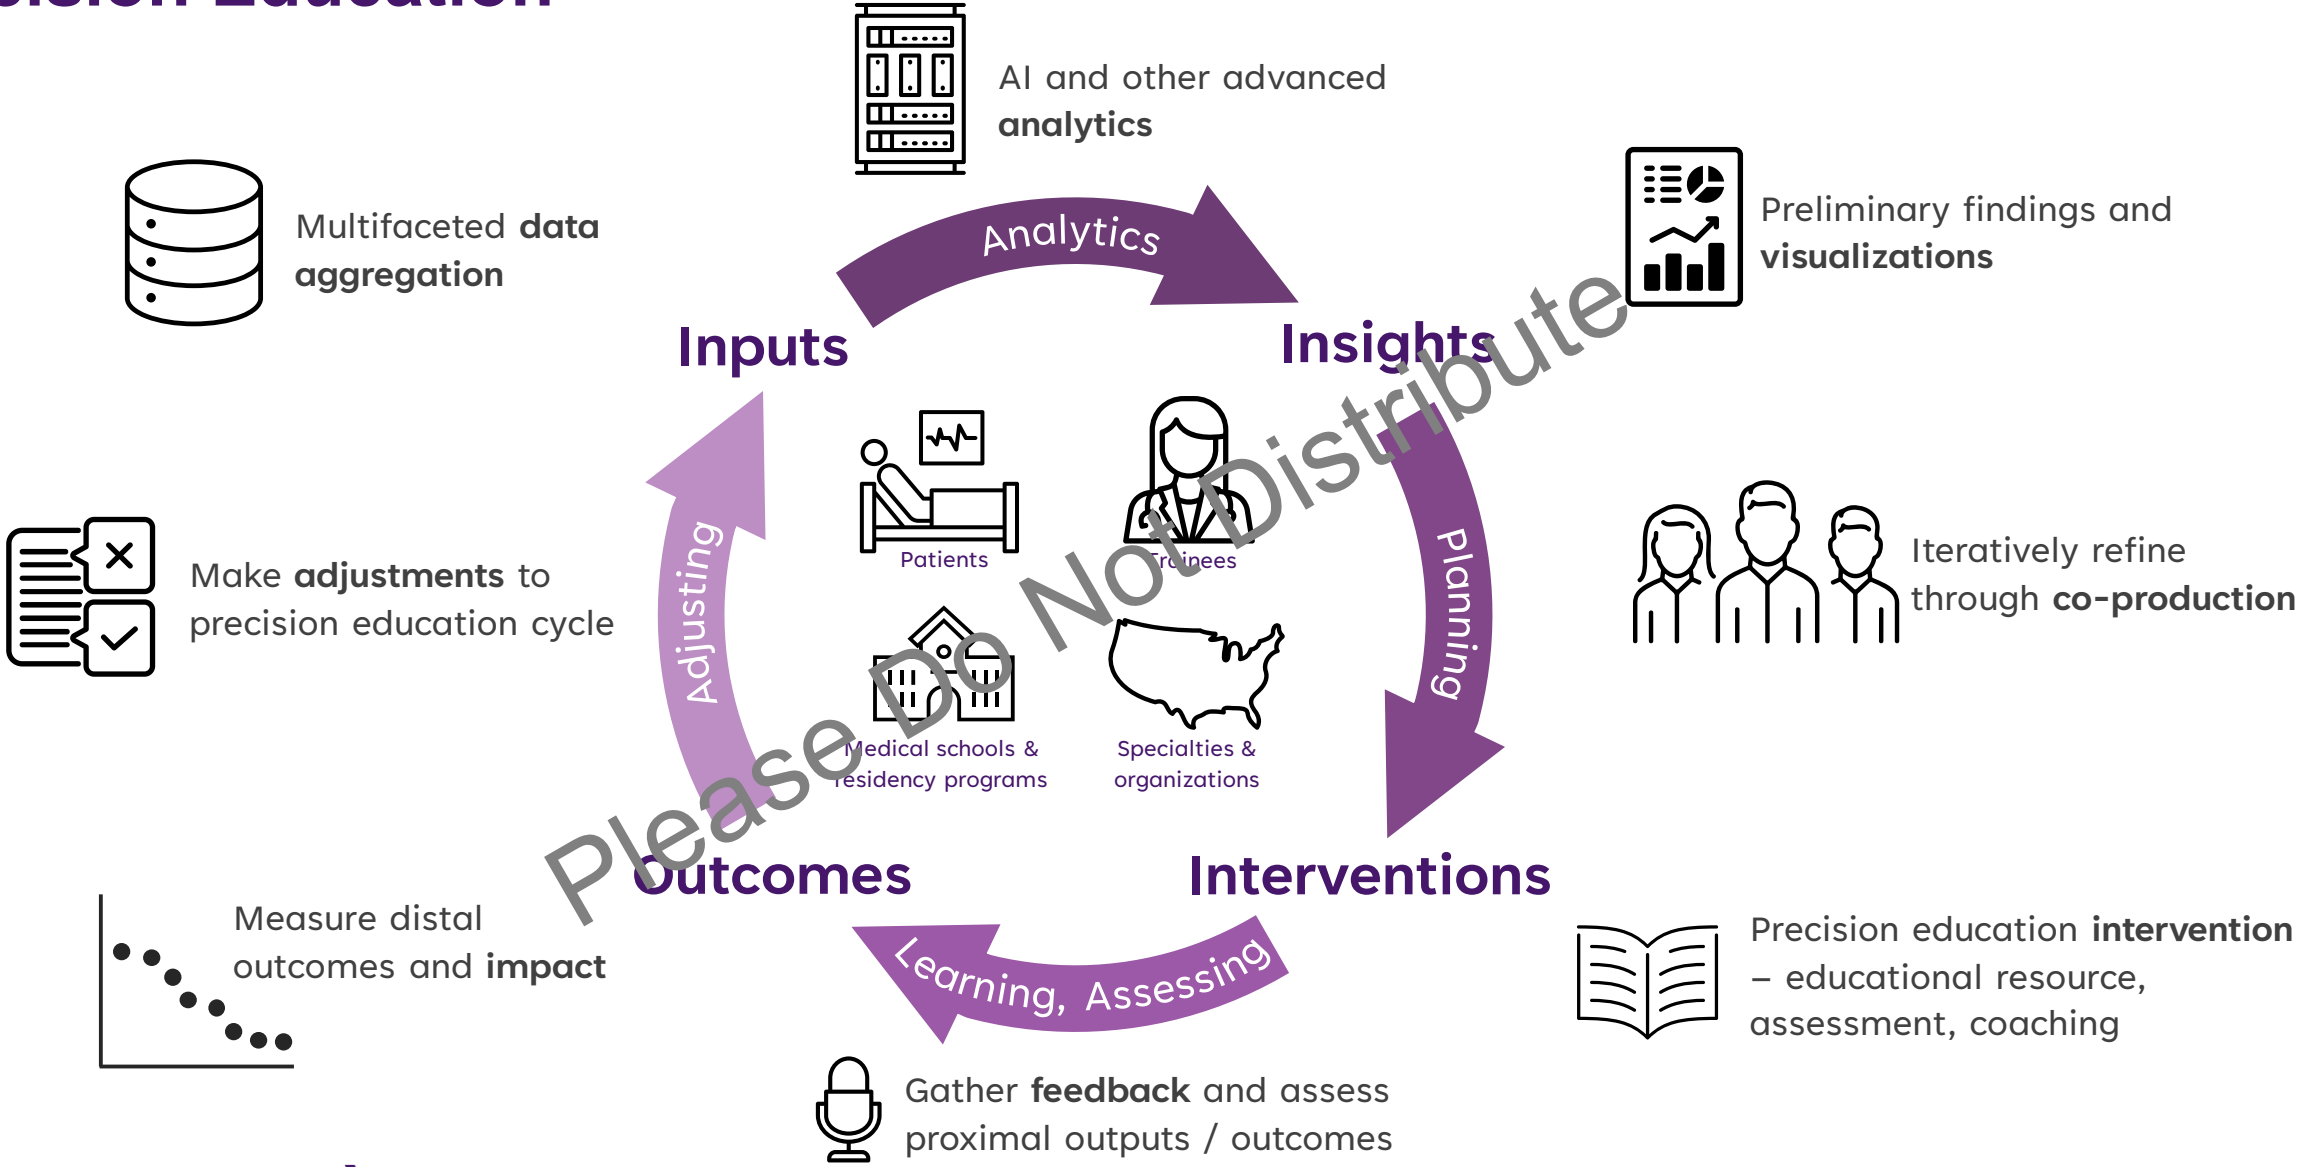 AI and other advanced
analytics
Multifaceted data
aggregation
Analytics
Preliminary findings and
visualizations
Inputs
Insights
Patients
Trainees
Planning
Adjusting
Make adjustments to
precision education cycle
Iteratively refine
through co-production
Medical schools &
residency programs
Specialties &
organizations
Please Do Not Distribute
Outcomes
Interventions
Measure distal
outcomes and impact
Learning, Assessing
Precision education intervention
– educational resource,
assessment, coaching
Gather feedback and assess
proximal outputs / outcomes